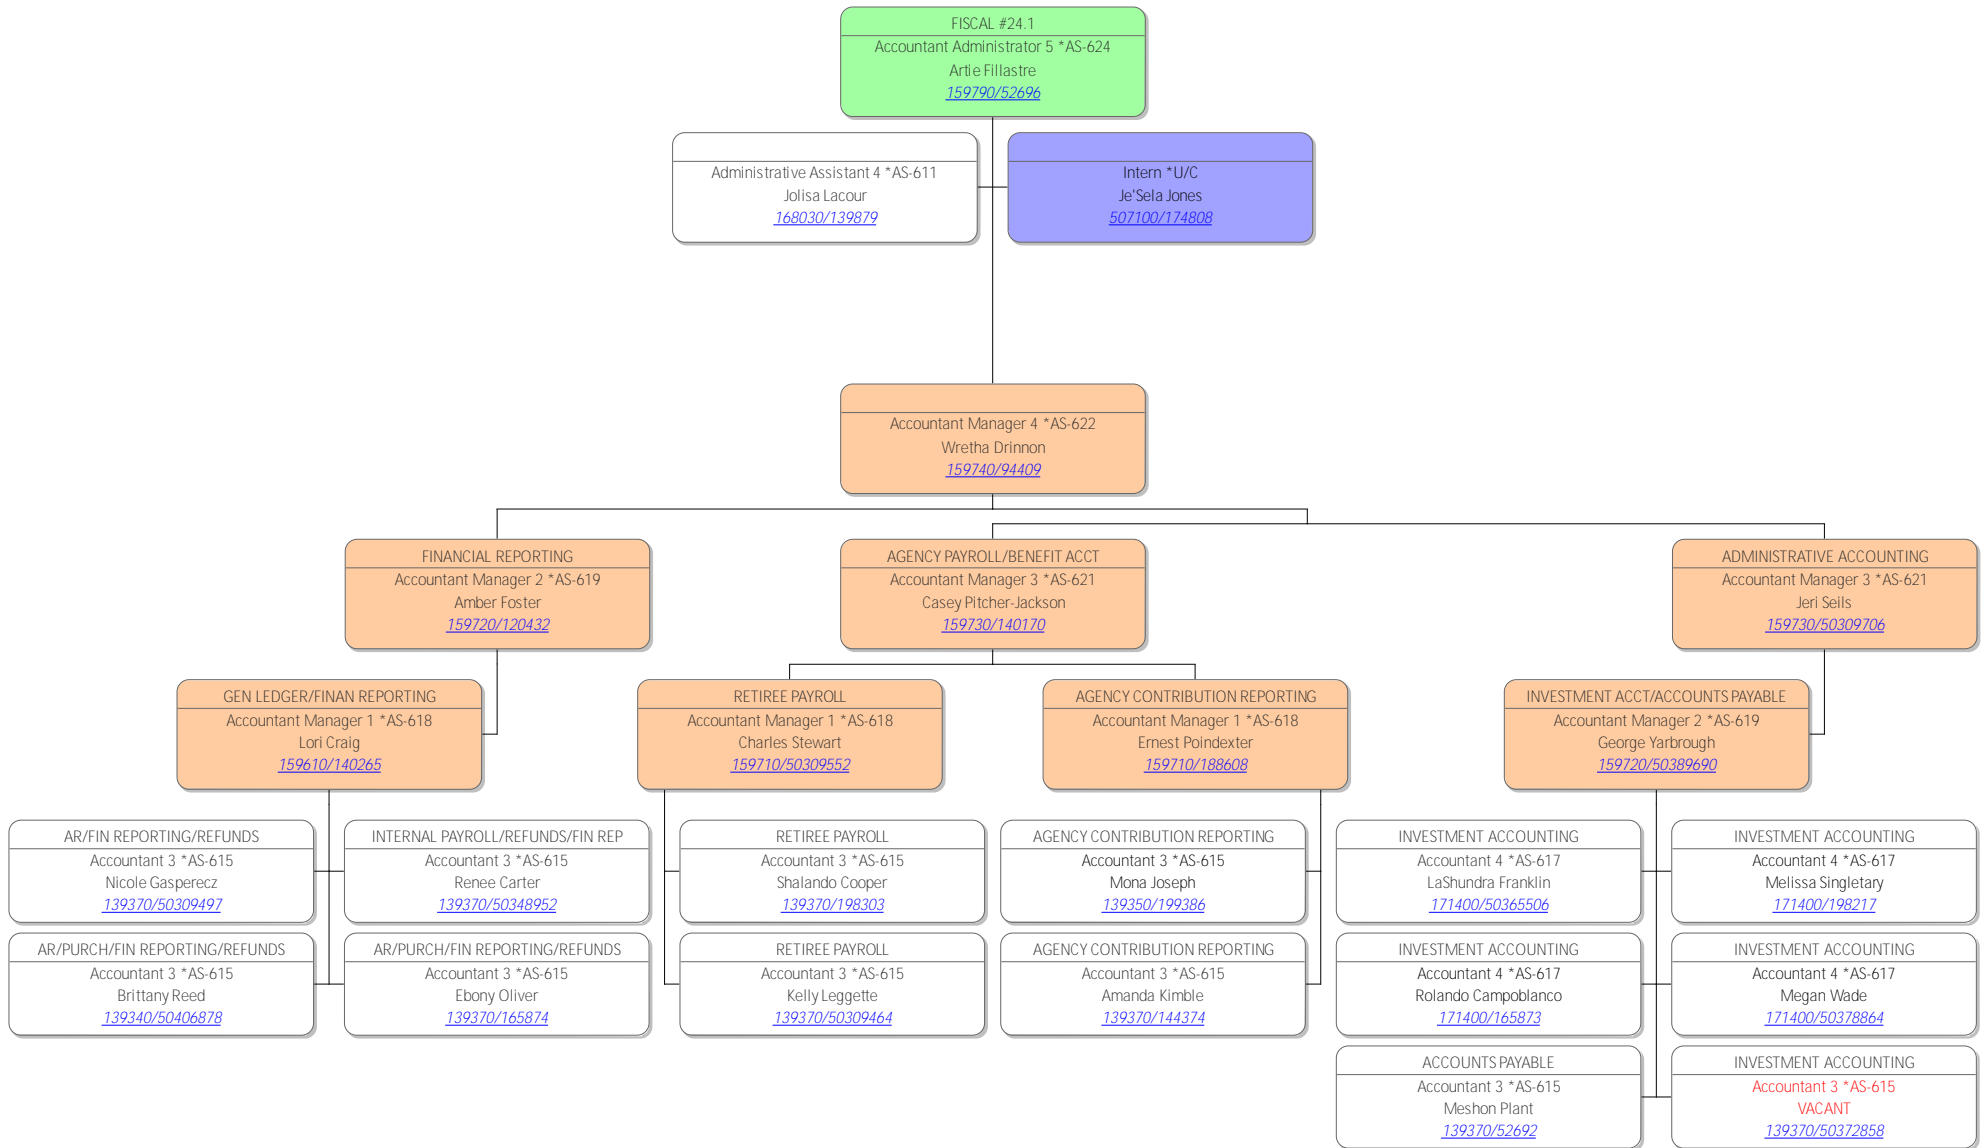 FISCAL #24.1
Accountant Administrator 5 *AS-624
Artie Fillastre
159790/52696
Administrative Assistant 4 *AS-611
Jolisa Lacour
168030/139879
Intern *U/C
Je'Sela Jones
507100/174808
Accountant Manager 4 *AS-622
Wretha Drinnon
159740/94409
FINANCIAL REPORTING
Accountant Manager 2 *AS-619
Amber Foster
159720/120432
AGENCY PAYROLL/BENEFIT ACCT
Accountant Manager 3 *AS-621
Casey Pitcher-Jackson
159730/140170
ADMINISTRATIVE ACCOUNTING
Accountant Manager 3 *AS-621
Jeri Seils
159730/50309706
GEN LEDGER/FINAN REPORTING
Accountant Manager 1 *AS-618
Lori Craig
159610/140265
RETIREE PAYROLL
Accountant Manager 1 *AS-618
Charles Stewart
159710/50309552
AGENCY CONTRIBUTION REPORTING
Accountant Manager 1 *AS-618
Ernest Poindexter
159710/188608
INVESTMENT ACCT/ACCOUNTS PAYABLE
Accountant Manager 2 *AS-619
George Yarbrough
159720/50389690
AR/FIN REPORTING/REFUNDS
Accountant 3 *AS-615
Nicole Gasperecz
139370/50309497
INTERNAL PAYROLL/REFUNDS/FIN REP
Accountant 3 *AS-615
Renee Carter
139370/50348952
RETIREE PAYROLL
Accountant 3 *AS-615
Shalando Cooper
139370/198303
AGENCY CONTRIBUTION REPORTING
Accountant 3 *AS-615
Mona Joseph
139350/199386
INVESTMENT ACCOUNTING
Accountant 4 *AS-617
LaShundra Franklin
171400/50365506
INVESTMENT ACCOUNTING
Accountant 4 *AS-617
Melissa Singletary
171400/198217
AR/PURCH/FIN REPORTING/REFUNDS
Accountant 3 *AS-615
Brittany Reed
139340/50406878
AR/PURCH/FIN REPORTING/REFUNDS
Accountant 3 *AS-615
Ebony Oliver
139370/165874
RETIREE PAYROLL
Accountant 3 *AS-615
Kelly Leggette
139370/50309464
AGENCY CONTRIBUTION REPORTING
Accountant 3 *AS-615
Amanda Kimble
139370/144374
INVESTMENT ACCOUNTING
Accountant 4 *AS-617
Rolando Campoblanco
171400/165873
INVESTMENT ACCOUNTING
Accountant 4 *AS-617
Megan Wade
171400/50378864
ACCOUNTS PAYABLE
Accountant 3 *AS-615
Meshon Plant
139370/52692
INVESTMENT ACCOUNTING
Accountant 3 *AS-615
VACANT
139370/50372858